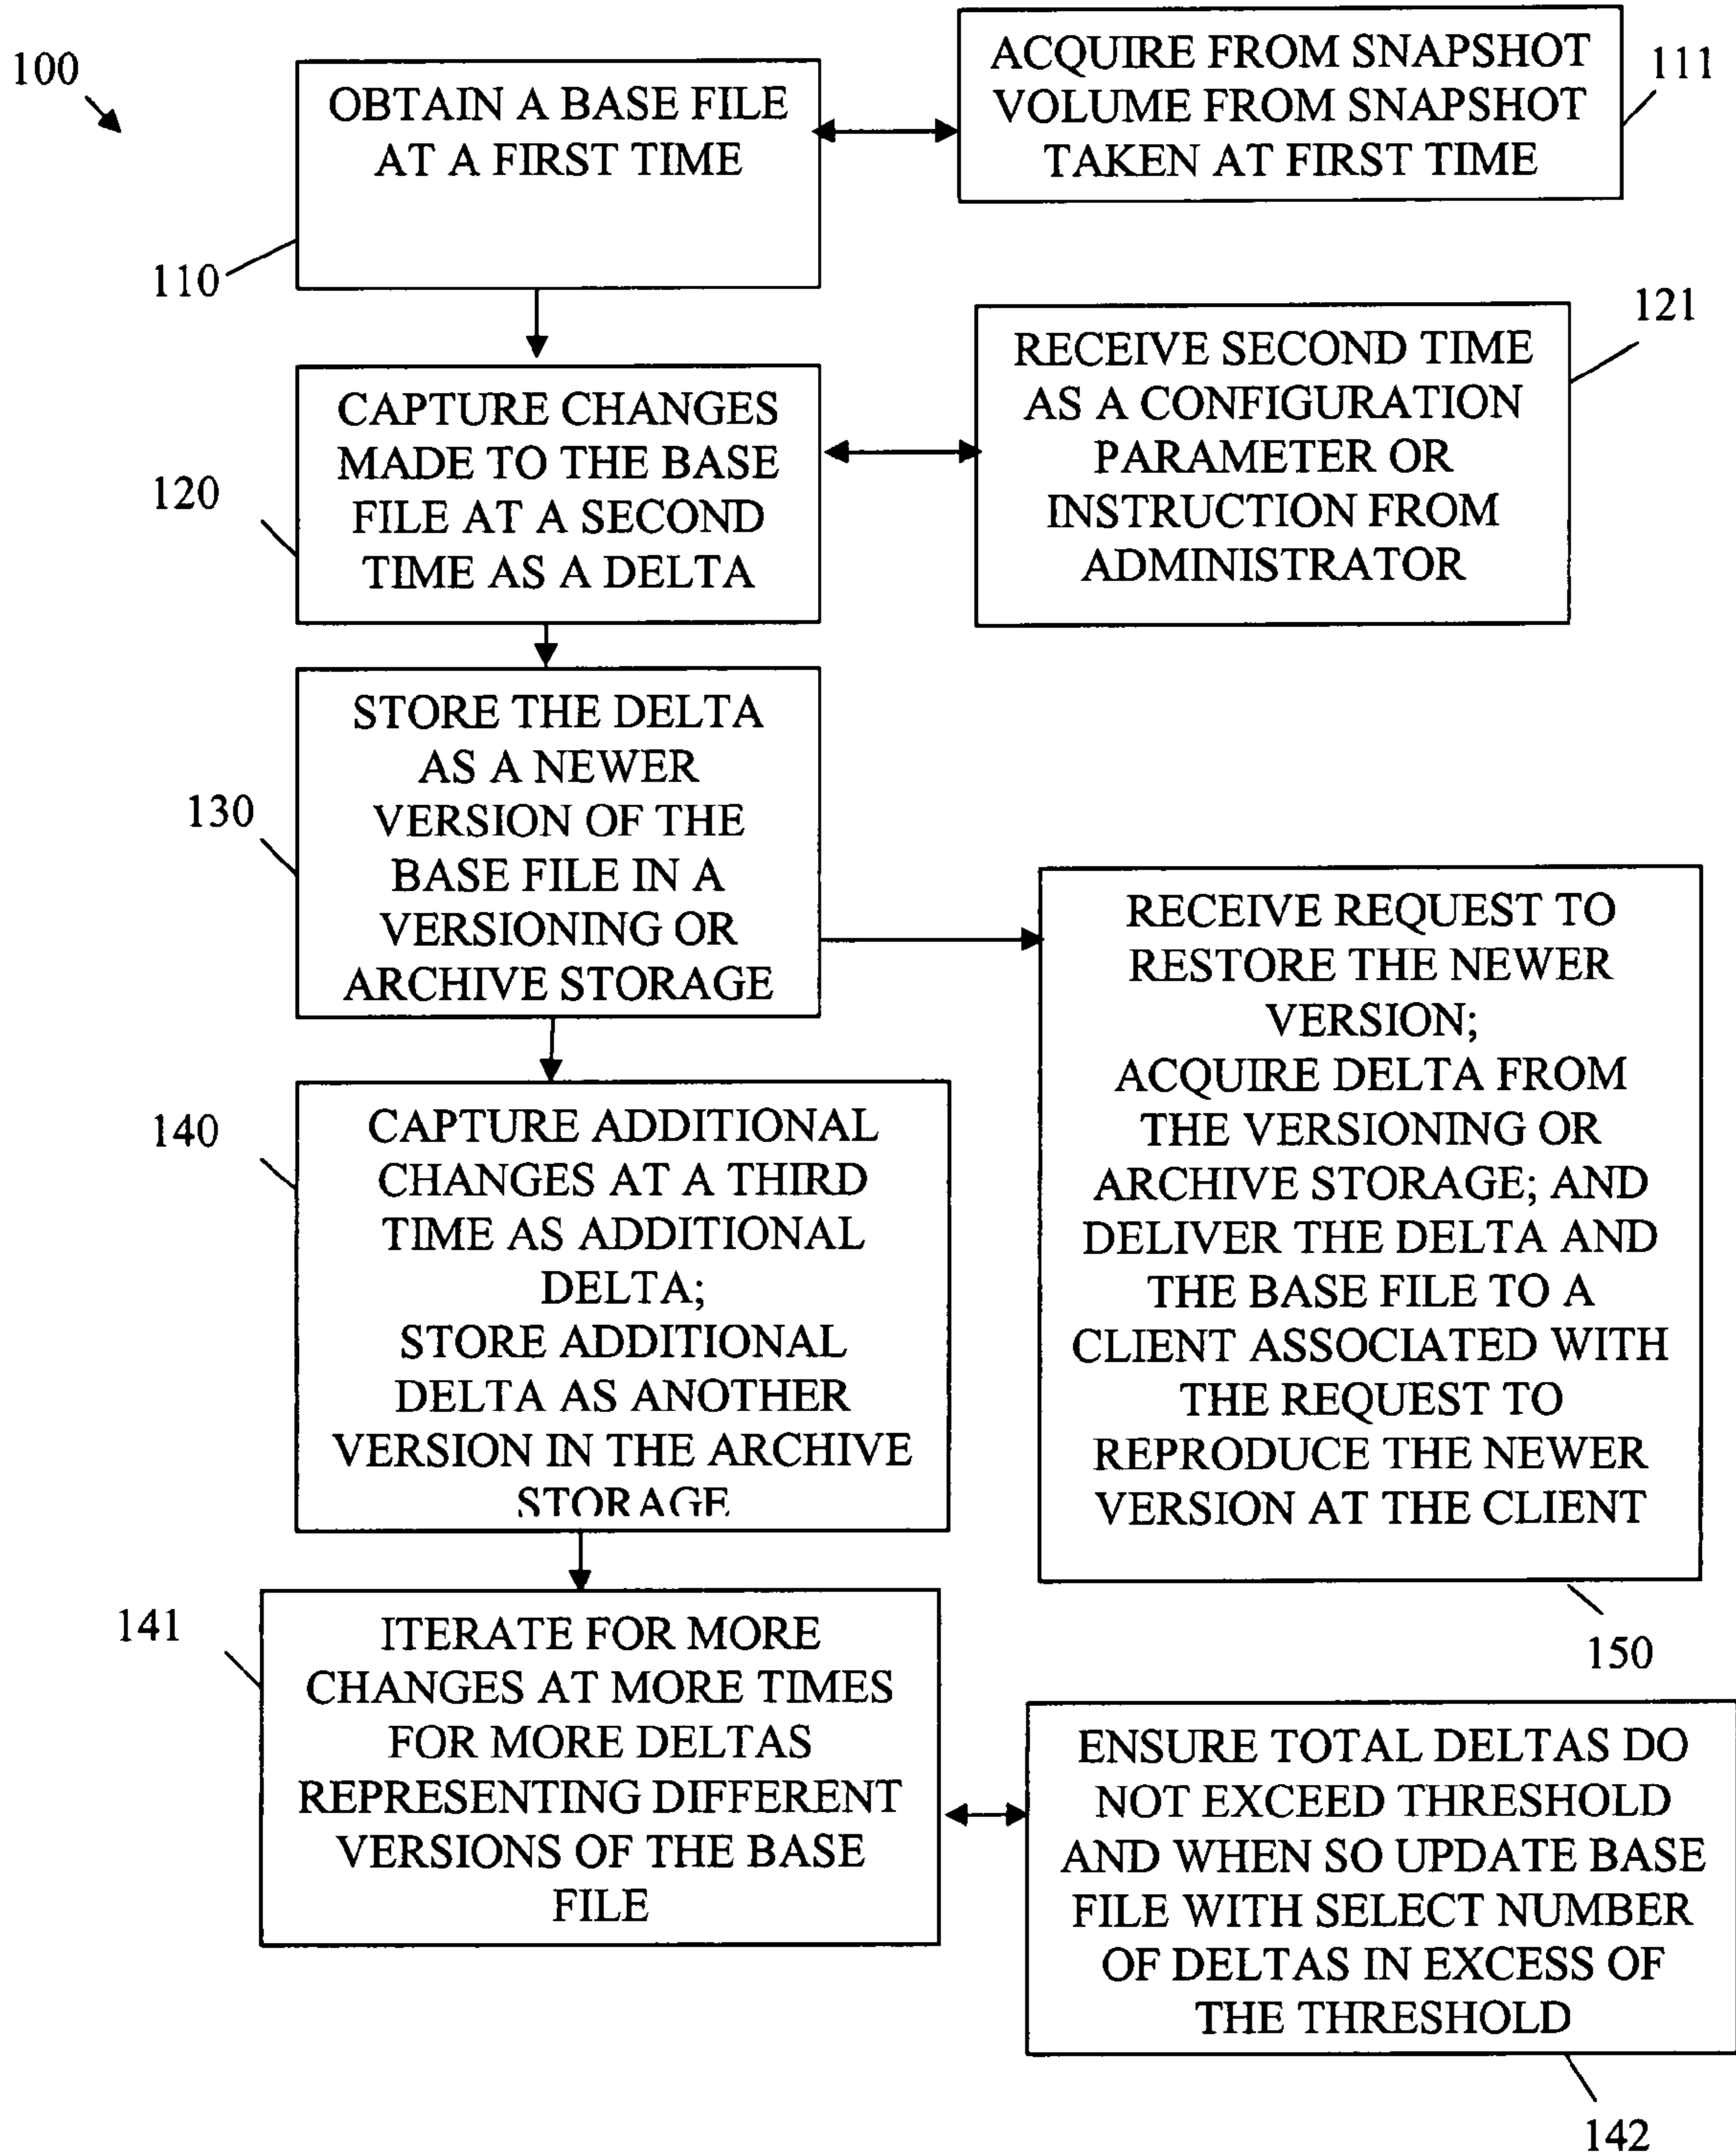 100
OBTAIN A BASE FILE
AT A FIRST TIME
110
ACQUIRE FROM SNAPSHOT
VOLUME FROM SNAPSHOT
TAKEN AT FIRST TIME
111
CAPTURE CHANGES
MADE TO THE BASE
FILE AT A SECOND
TIME AS A DELTA
120
RECEIVE SECOND TIME
AS A CONFIGURATION
PARAMETER OR
INSTRUCTION FROM
ADMINISTRATOR
121
STORE THE DELTA
AS A NEWER
VERSION OF THE
BASE FILE IN A
VERSIONING OR
ARCHIVE STORAGE
130
RECEIVE REQUEST TO
RESTORE THE NEWER
VERSION;
ACQUIRE DELTA FROM
THE VERSIONING OR
ARCHIVE STORAGE; AND
DELIVER THE DELTA AND
THE BASE FILE TO A
CLIENT ASSOCIATED WITH
THE REQUEST TO
REPRODUCE THE NEWER
VERSION AT THE CLIENT
150
140
CAPTURE ADDITIONAL
CHANGES AT A THIRD
TIME AS ADDITIONAL
DELTA;
STORE ADDITIONAL
DELTA AS ANOTHER
VERSION IN THE ARCHIVE
STORAGE
141
ITERATE FOR MORE
CHANGES AT MORE TIMES
FOR MORE DELTAS
REPRESENTING DIFFERENT
VERSIONS OF THE BASE
FILE
ENSURE TOTAL DELTAS DO
NOT EXCEED THRESHOLD
AND WHEN SO UPDATE BASE
FILE WITH SELECT NUMBER
OF DELTAS IN EXCESS OF
THE THRESHOLD
142